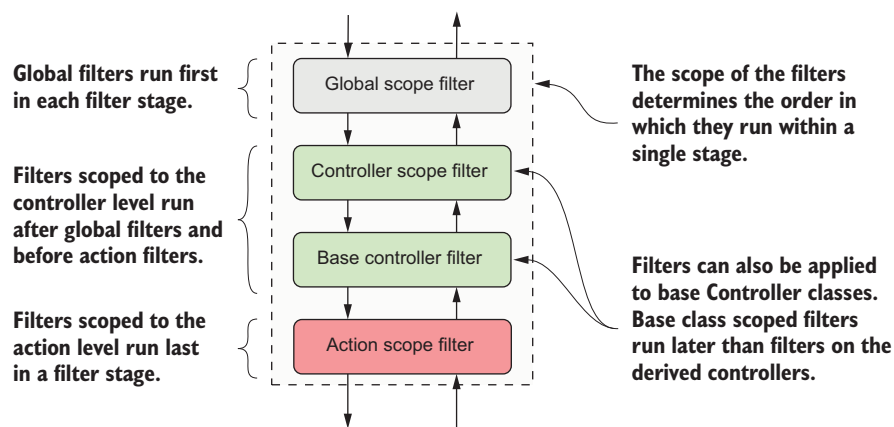 Global filters run first
in each filter stage.
Global scope filter
The scope of the filters
determines the order in
which they run within a
single stage.
Filters scoped to the
controller level run
after global filters and
before action filters.
Controller scope filter
Base controller filter
Filters can also be applied
to base Controller classes.
Base class scoped filters
run later than filters on the
derived controllers.
Filters scoped to the
action level run last
in a filter stage.
Action scope filter